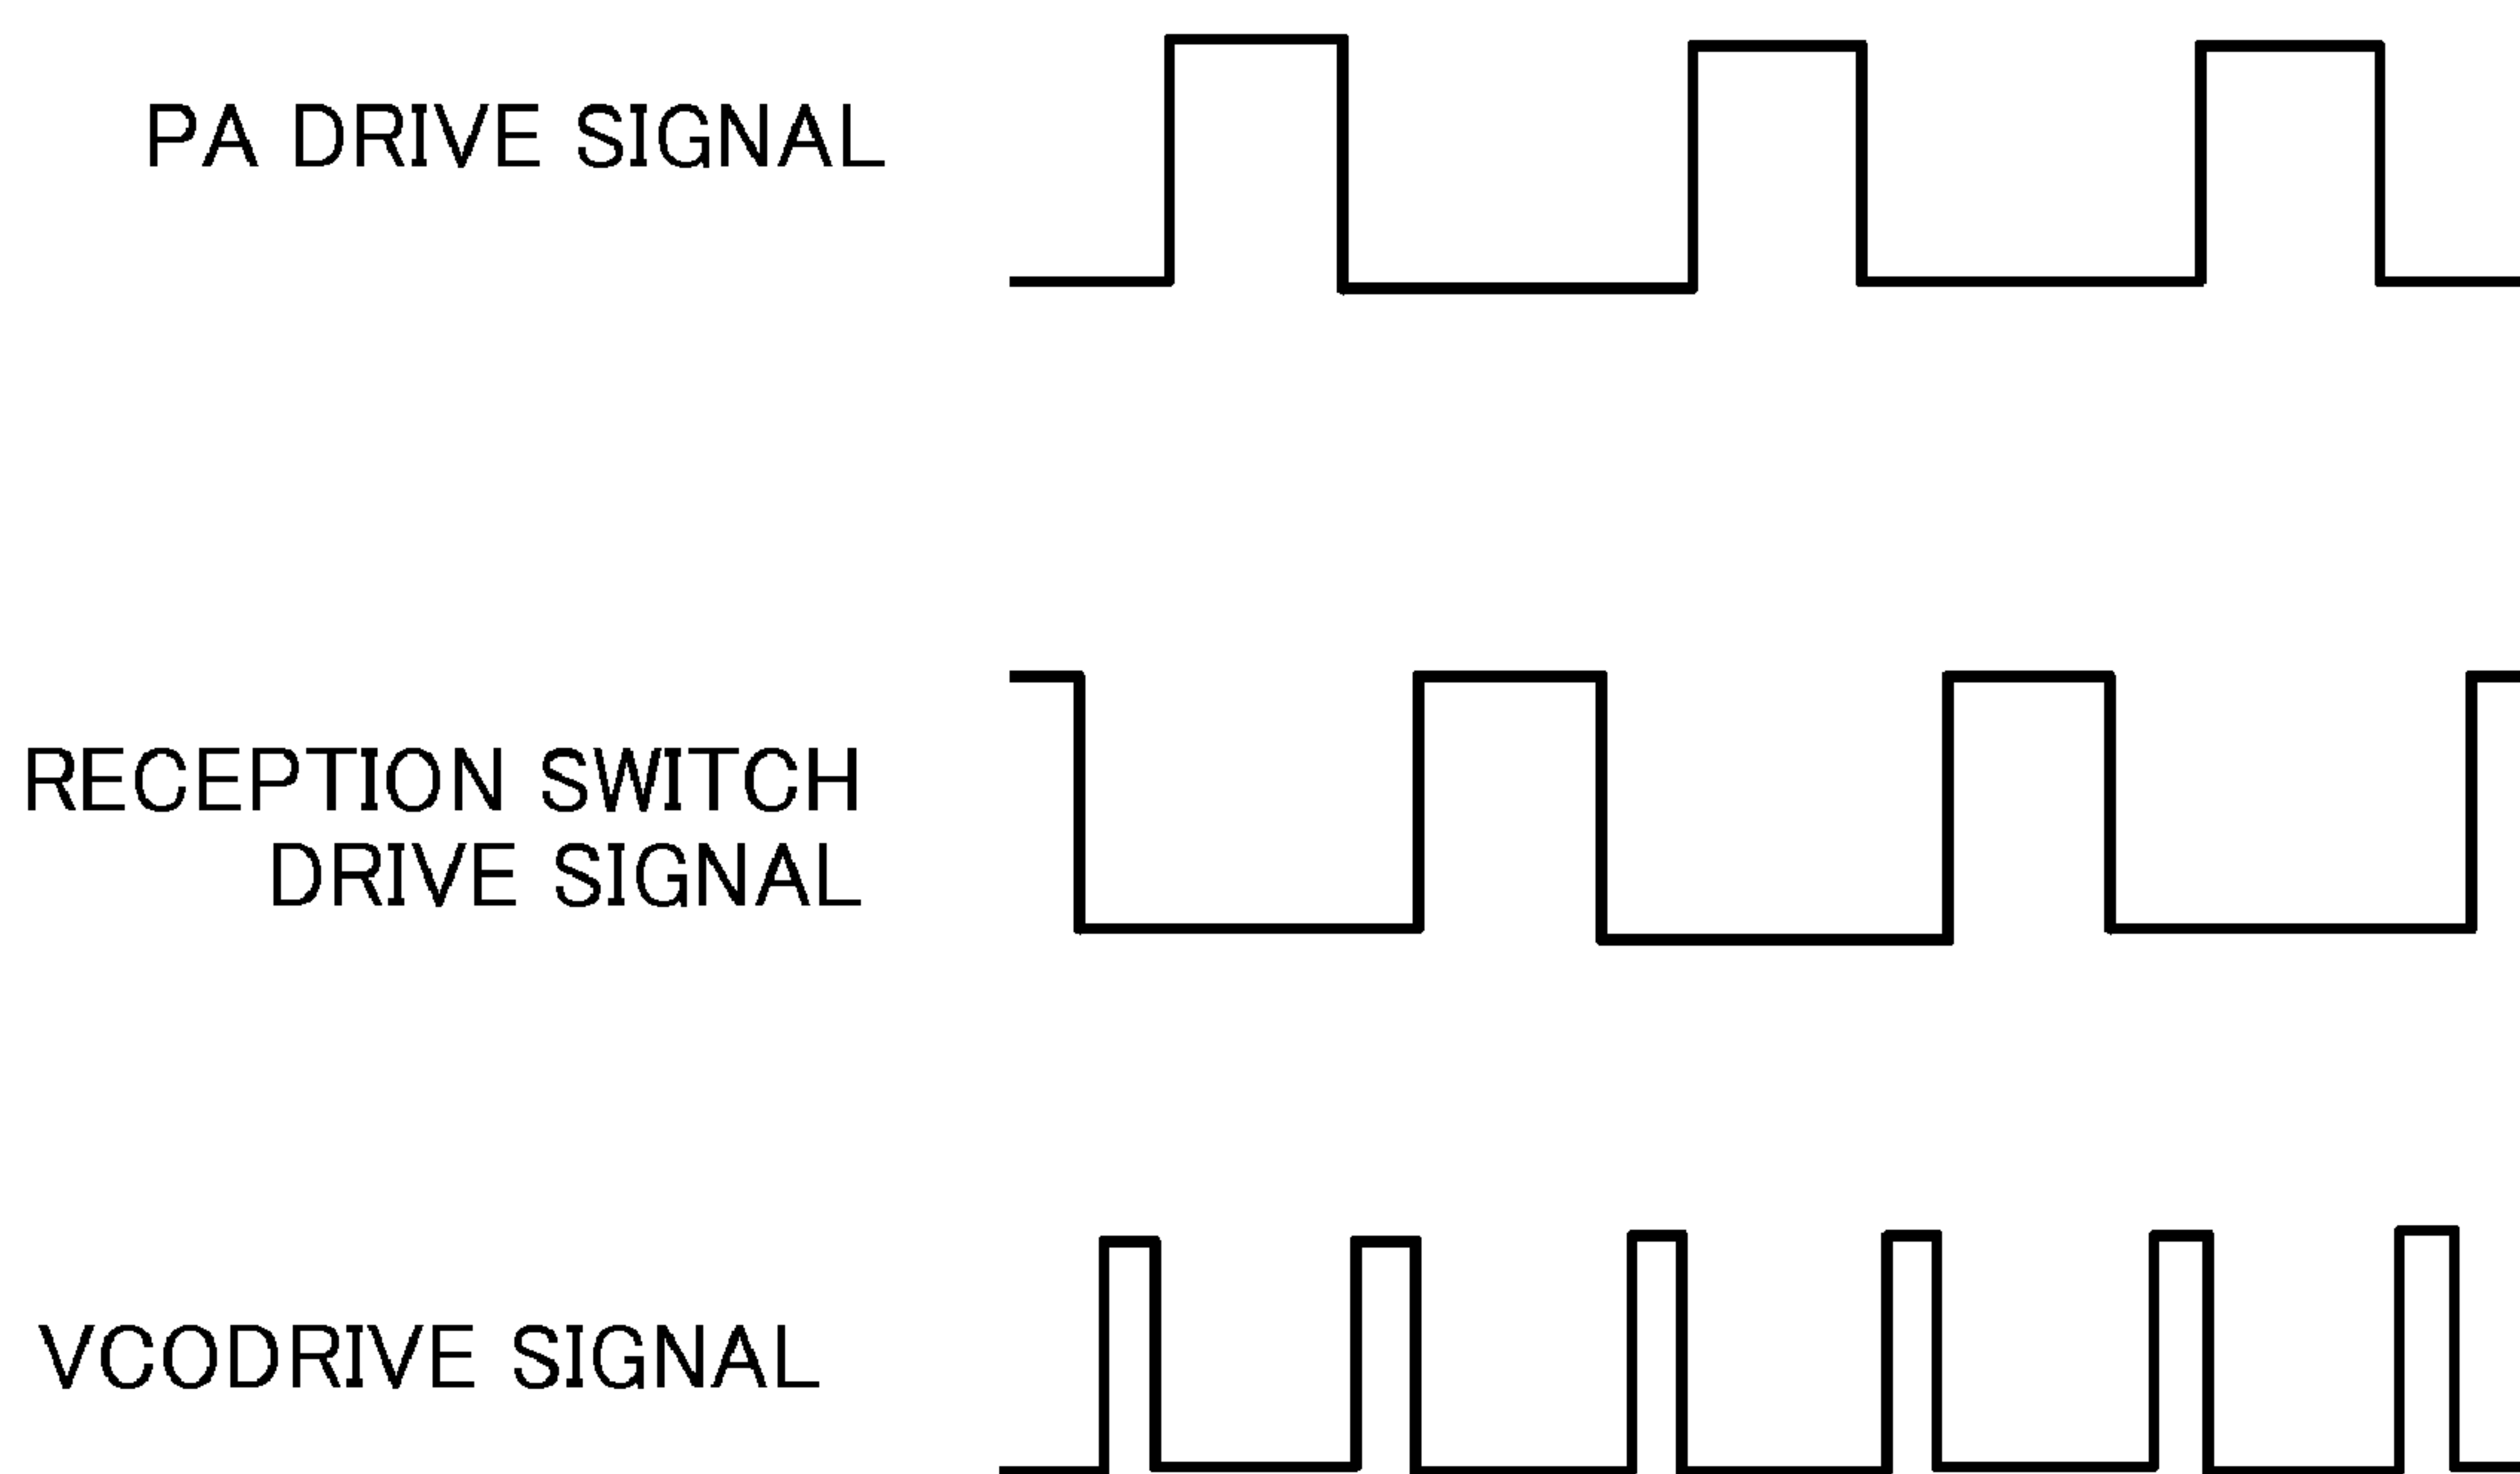 PA DRIVE SIGNAL
RECEPTION SWITCH
DRIVE SIGNAL
VCODRIVE SIGNAL